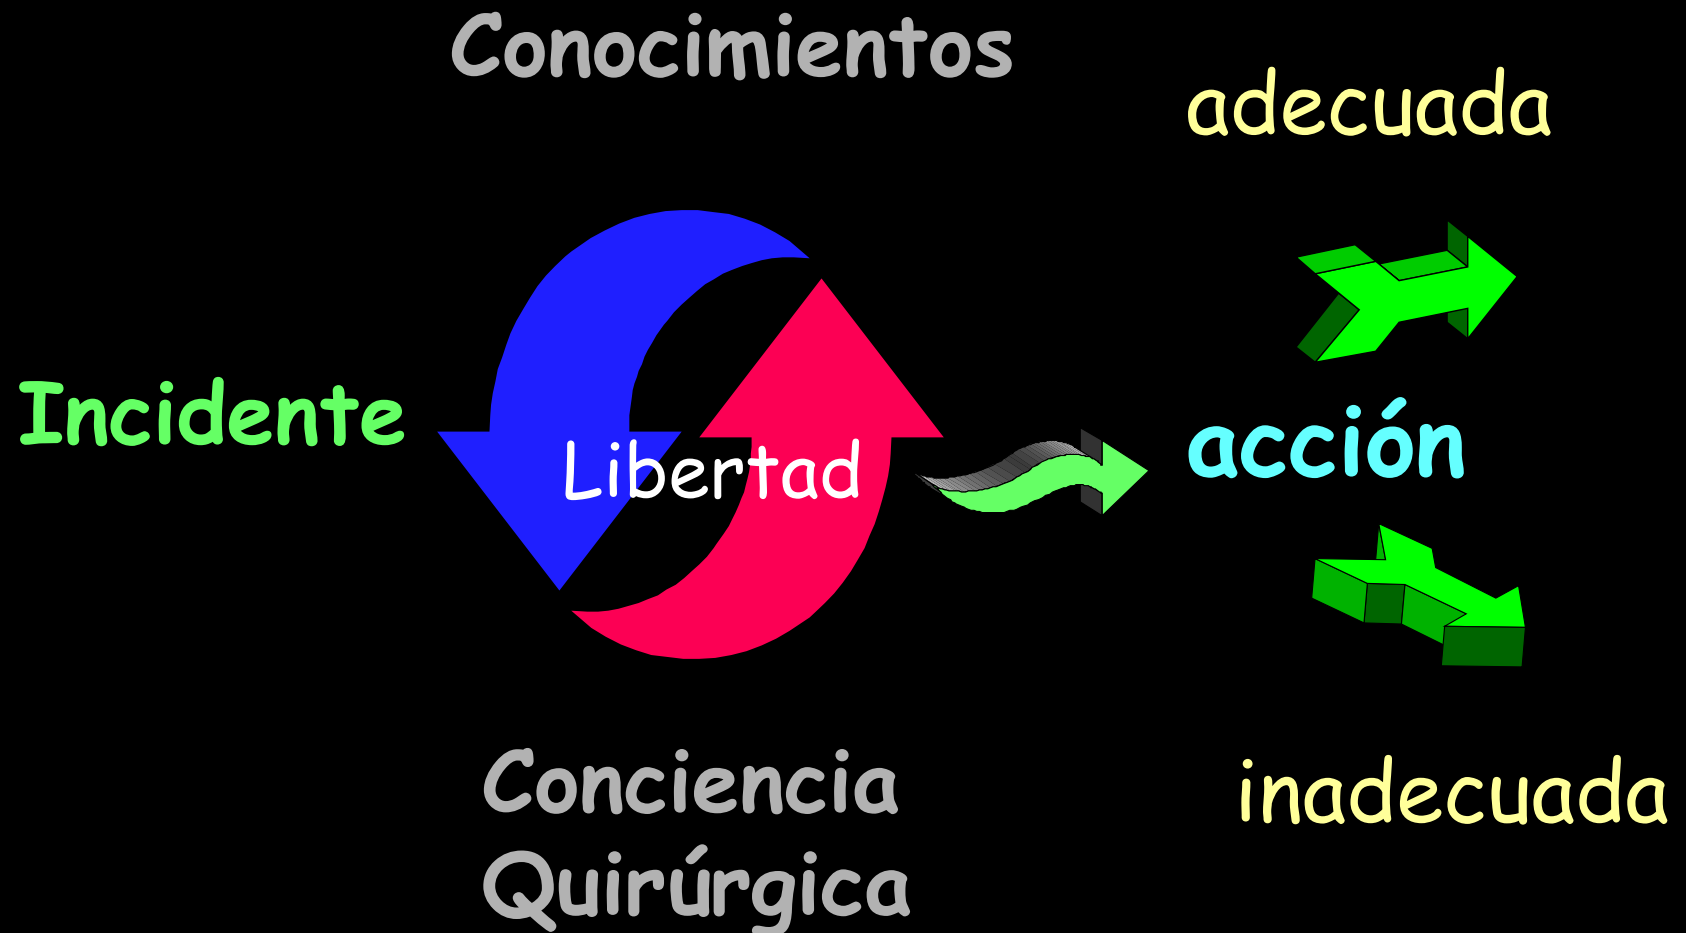 Conocimientos
adecuada
Incidente
Libertad
acción
Conciencia
Quirúrgica
inadecuada